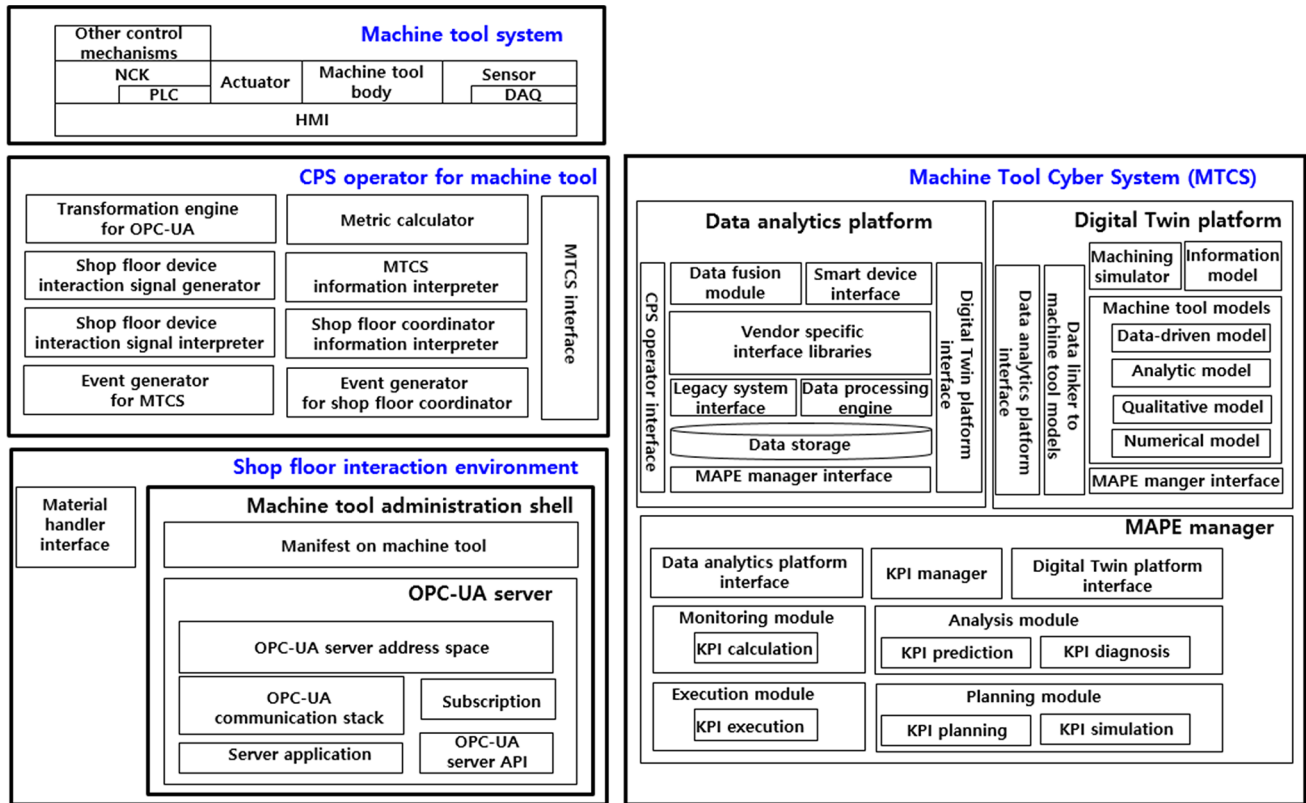 Machine tool system
Other control
mechanisms
NCK
PLC
Actuator
Machine tool
body
Sensor
DAQ
HMI
CPS operator for machine tool
Transformation engine
for OPC-UA
Metric calculator
Shop floor device
interaction signal generator
MTCS
information interpreter
Shop floor device
interaction signal interpreter
Shop floor coordinator
information interpreter
Event generator
for MTCS
Event generator
for shop floor coordinator
MTCS interface
Shop floor interaction environment
Material
handler
interface
Machine tool administration shell
Manifest on machine tool
OPC-UA server
OPC-UA server address space
OPC-UA
communication stack
Subscription
Server application
OPC-UA
server API
Machine Tool Cyber System (MTCS)
Data analytics platform
CPS operator interface
Data fusion
module
Smart device
interface
Vendor specific
interface libraries
Legacy system
interface
Data processing
engine
Data storage
MAPE manager interface
Digital Twin platform
interface
Digital Twin platform
Data analytics platform
interface
Data linker to
machine tool models
Machining
simulator
Information
model
Machine tool models
Data-driven model
Analytic model
Qualitative model
Numerical model
MAPE manger interface
MAPE manager
Data analytics platform
interface
KPI manager
Digital Twin platform
interface
Monitoring module
KPI calculation
Analysis module
KPI prediction
KPI diagnosis
Execution module
KPI execution
Planning module
KPI planning
KPI simulation